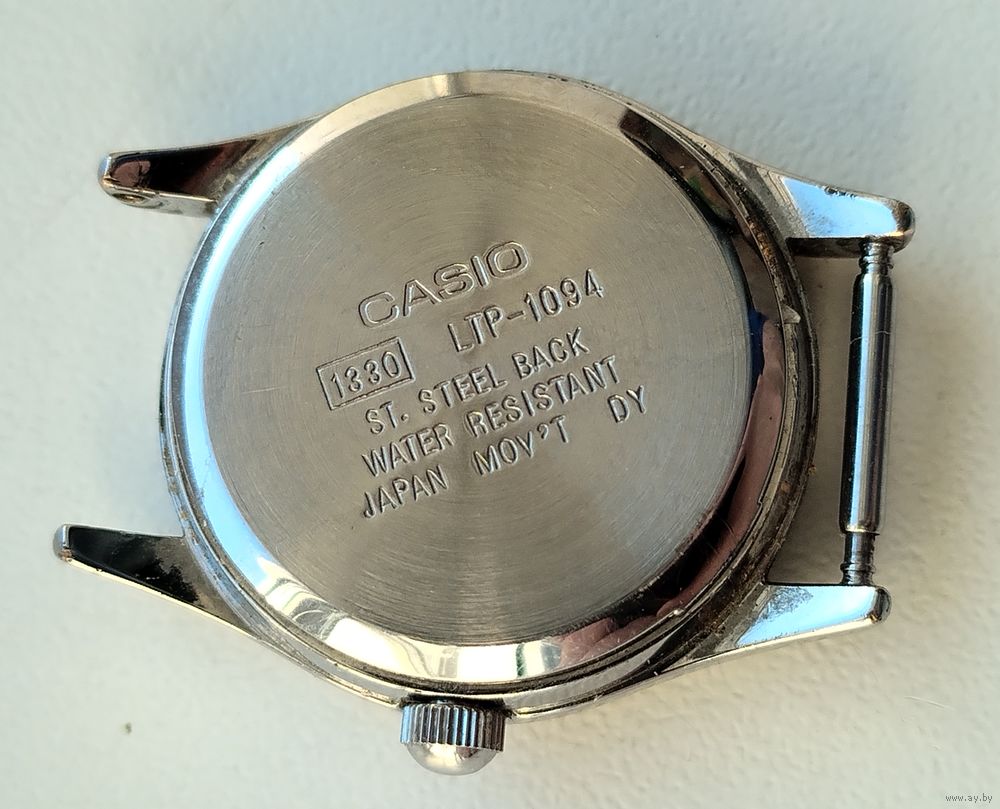 CASIO
1330 LTP-1094
ST. STEEL BACK
WATER RESISTANT
JAPAN MOV'T DY
www.ay.by